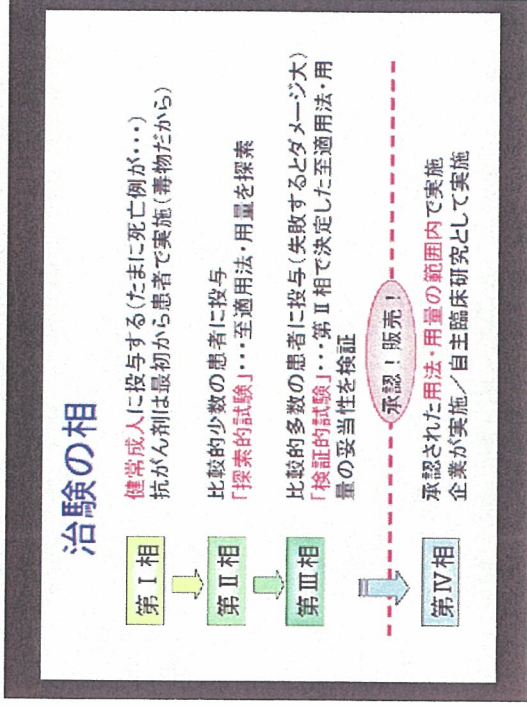 治験の相
第Ⅰ相
健常成人に投与する(たまに死亡例が・・・)
抗がん剤は最初から患者で実施(毒物だから)
第Ⅱ相
比較的少数の患者に投与
「探索的試験」・・・至適用法・用量を探索
第Ⅲ相
比較的多数の患者に投与(失敗するとダメージ大)
「検証的試験」・・・第Ⅱ相で決定した至適用法・用
量の妥当性を検証
承認！販売！
第Ⅳ相
承認された用法・用量の範囲内で実施
企業が実施／自主臨床研究として実施